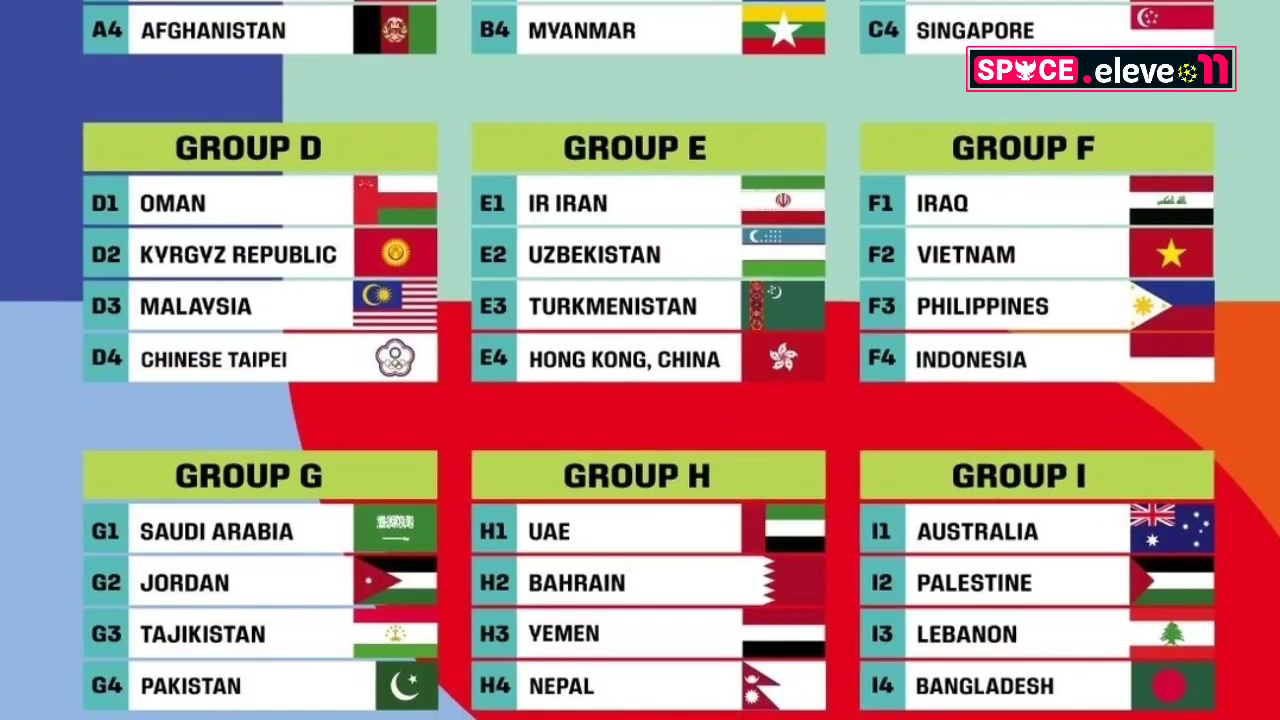 A4 AFGHANISTAN
B4 MYANMAR
C4 SINGAPORE
SPACE.eleven11
GROUP D
D1 OMAN
D2 KYRGYZ REPUBLIC
D3 MALAYSIA
D4 CHINESE TAIPEI
GROUP E
E1 IR IRAN
E2 UZBEKISTAN
E3 TURKMENISTAN
E4 HONG KONG, CHINA
GROUP F
F1 IRAQ
F2 VIETNAM
F3 PHILIPPINES
F4 INDONESIA
GROUP G
G1 SAUDI ARABIA
G2 JORDAN
G3 TAJIKISTAN
G4 PAKISTAN
GROUP H
H1 UAE
H2 BAHRAIN
H3 YEMEN
H4 NEPAL
GROUP I
I1 AUSTRALIA
I2 PALESTINE
I3 LEBANON
I4 BANGLADESH